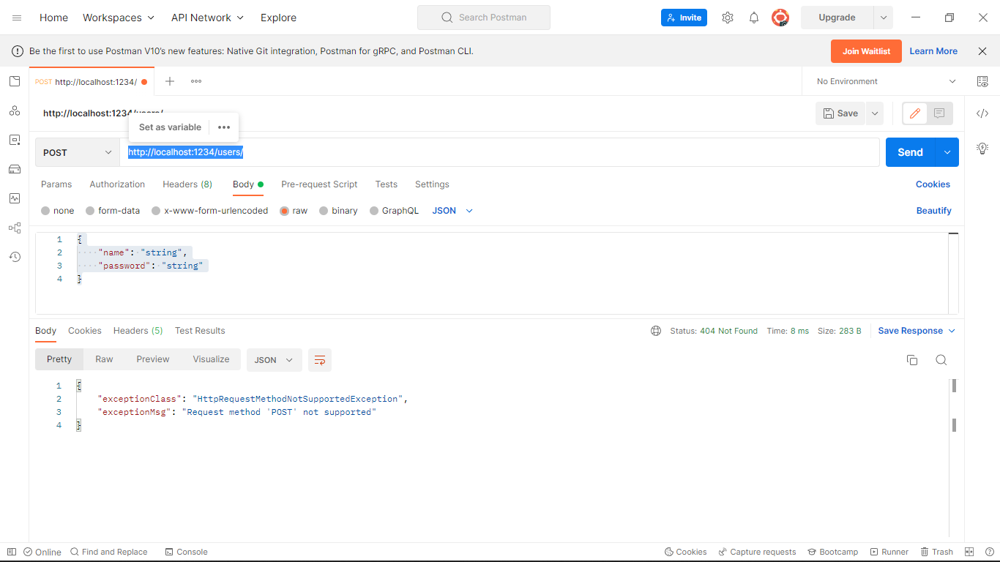 Home Workspaces API Network Explore Search Postman Invite Upgrade
Be the first to use Postman V10's new features: Native Git integration, Postman for gRPC, and Postman CLI. Join Waitlist Learn More
POST http://localhost:1234/ No Environment
http://localhost:1234/users/ Save
Set as variable
POST http://localhost:1234/users/ Send
Params Authorization Headers (8) Body Pre-request Script Tests Settings Cookies
none form-data x-www-form-urlencoded raw binary GraphQL JSON Beautify
1 {
2 "name": "string",
3 "password": "string"
4 }
Body Cookies Headers (5) Test Results Status: 404 Not Found Time: 8 ms Size: 283 B Save Response
Pretty Raw Preview Visualize JSON
1 {
2 "exceptionClass": "HttpRequestMethodNotSupportedException",
3 "exceptionMsg": "Request method 'POST' not supported"
4 }
Online Find and Replace Console Cookies Capture requests Bootcamp Runner Trash